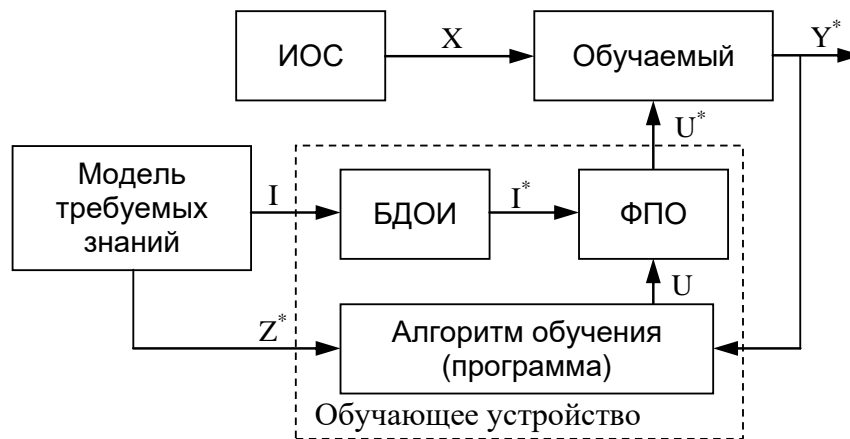 ИОС
X
Обучаемый
Y*
U*
Модель
требуемых
знаний
I
БДОИ
I*
ФПО
U
Z*
Алгоритм обучения
(программа)
Обучающее устройство